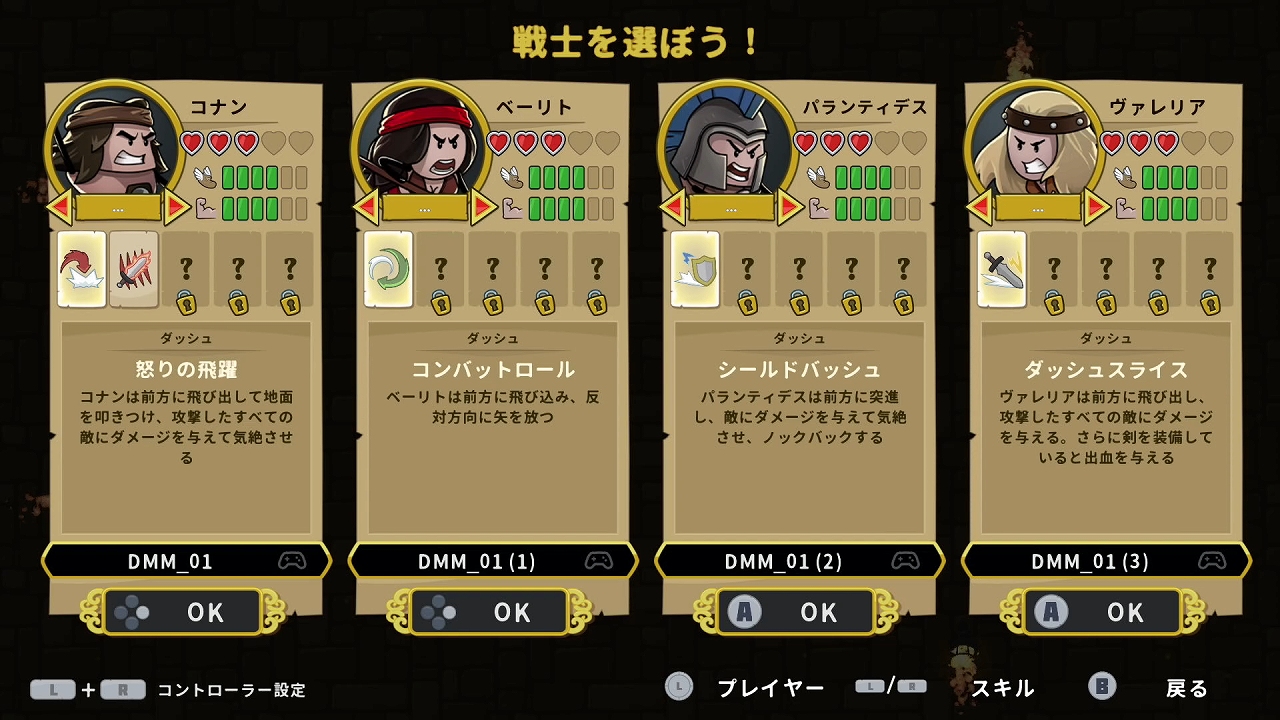 戦士を選ぼう！
コナン
...
? ? ?
ダッシュ
怒りの飛躍
コナンは前方に飛び出して地面
を叩きつけ、攻撃したすべての
敵にダメージを与えて気絶させ
る
DMM_01
OK
ベーリト
...
? ? ? ?
ダッシュ
コンバットロール
ベーリトは前方に飛び込み、反
対方向に矢を放つ
DMM_01(1)
OK
パランティデス
...
? ? ? ?
ダッシュ
シールドバッシュ
パランティデスは前方に突進
し、敵にダメージを与えて気絶
させ、ノックバックする
DMM_01(2)
A OK
ヴァレリア
...
? ? ? ?
ダッシュ
ダッシュスライス
ヴァレリアは前方に飛び出し、
攻撃したすべての敵にダメージ
を与える。さらに剣を装備して
いると出血を与える
DMM_01(3)
A OK
L + R コントローラー設定
L プレイヤー L / R スキル B 戻る